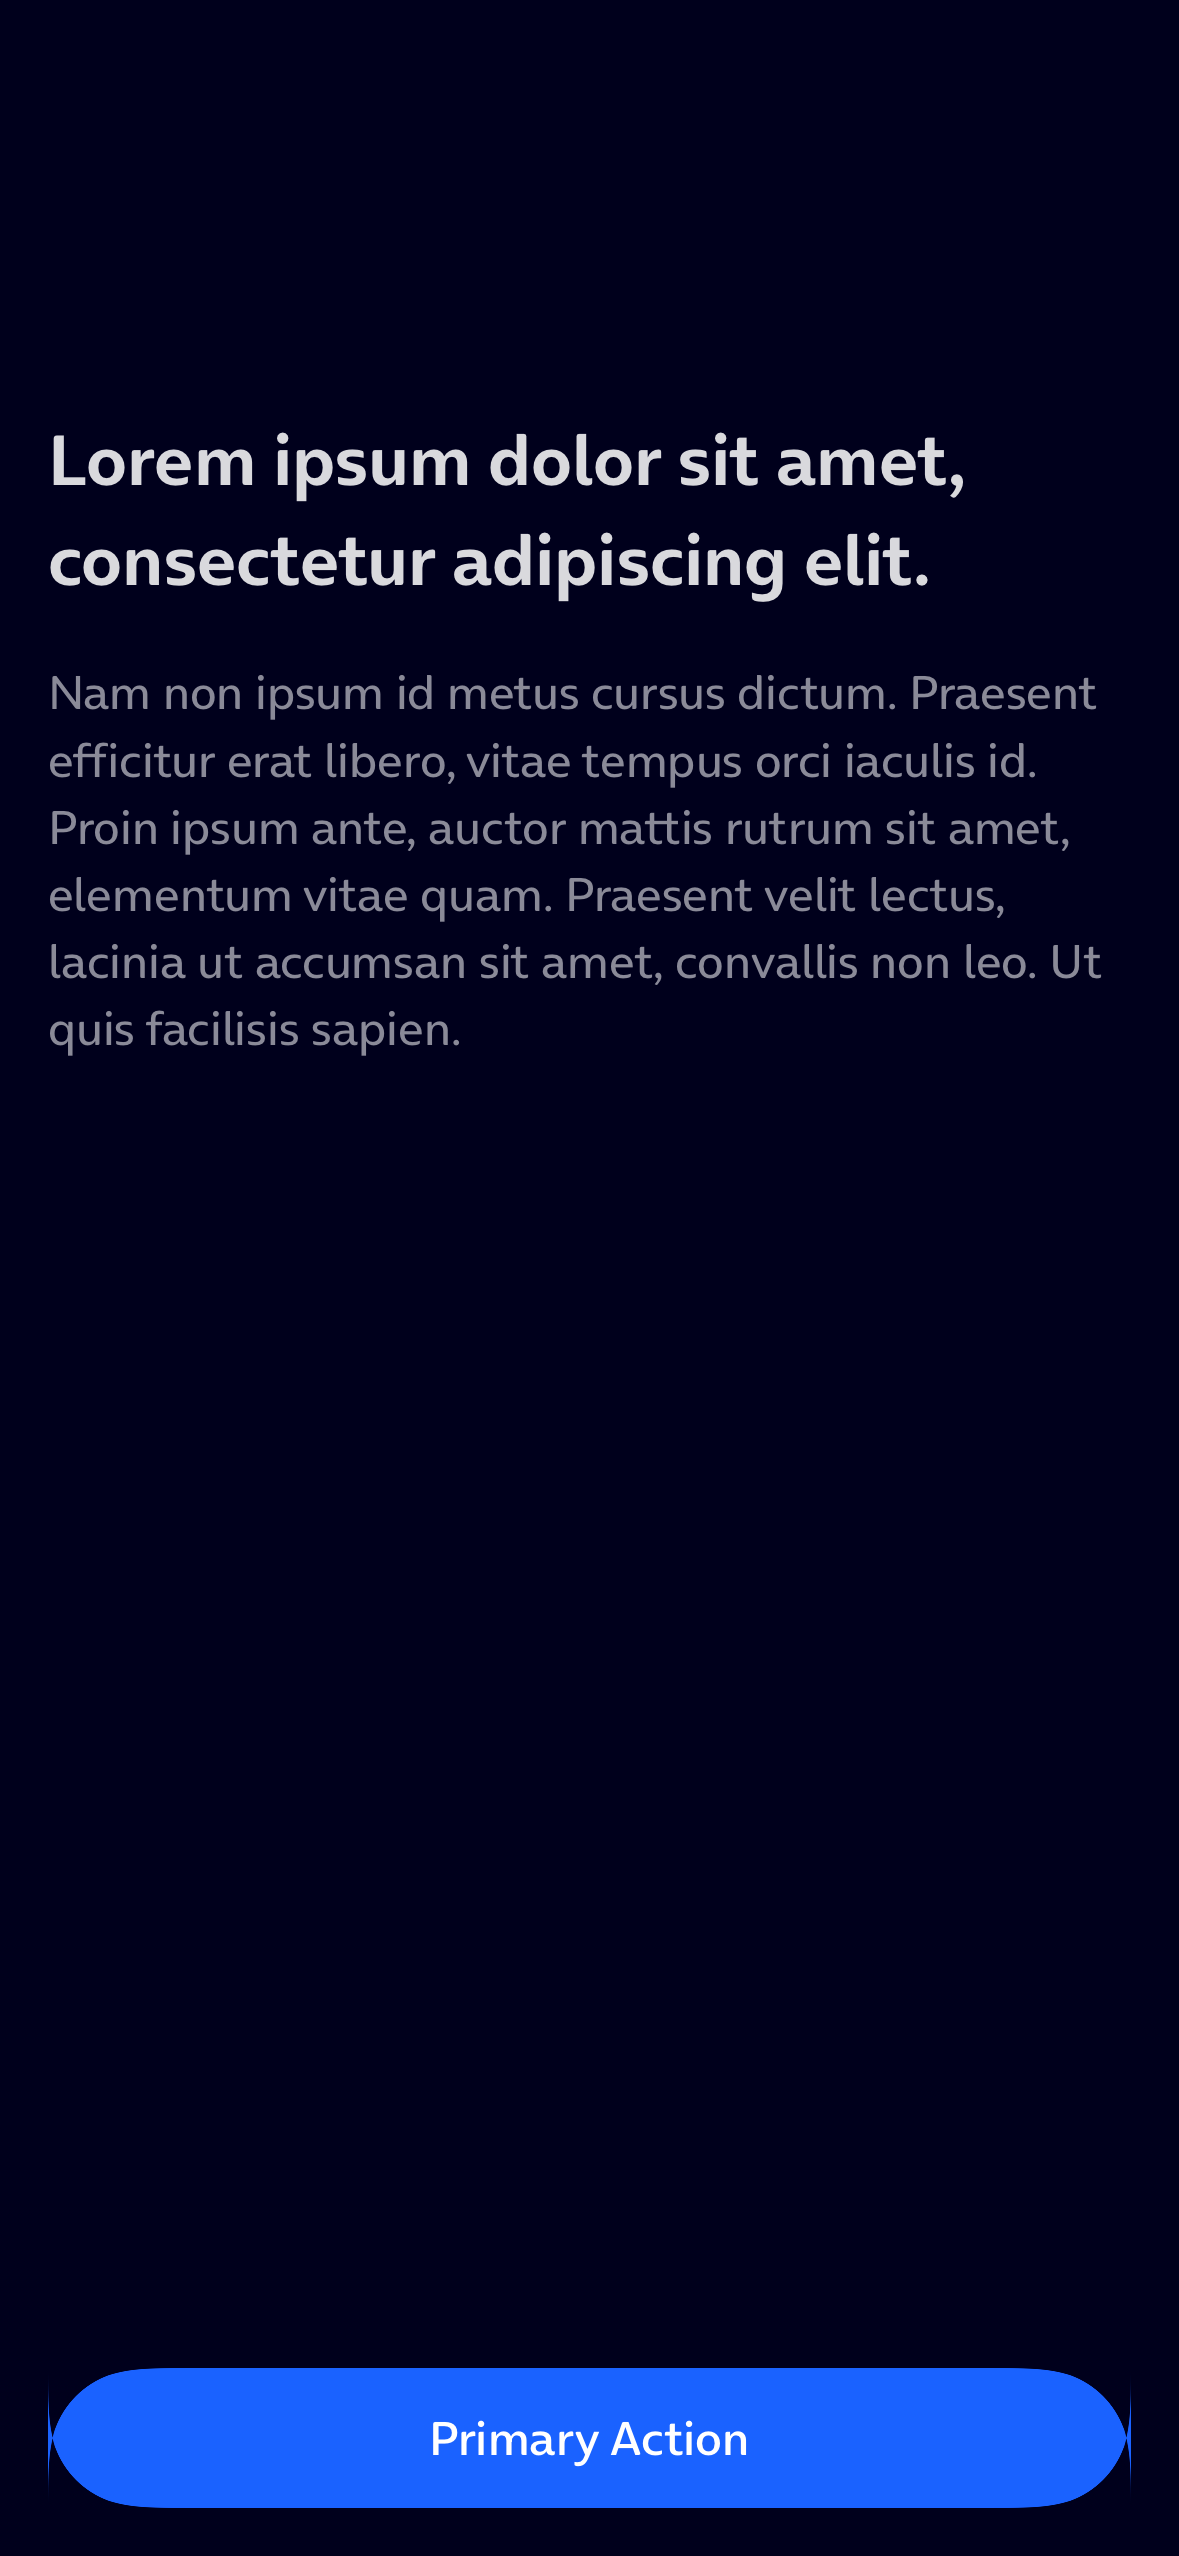 Lorem ipsum dolor sit amet,
consectetur adipiscing elit.
Nam non ipsum id metus cursus dictum. Praesent
efficitur erat libero, vitae tempus orci iaculis id.
Proin ipsum ante, auctor mattis rutrum sit amet,
elementum vitae quam. Praesent velit lectus,
lacinia ut accumsan sit amet, convallis non leo. Ut
quis facilisis sapien.
Primary Action